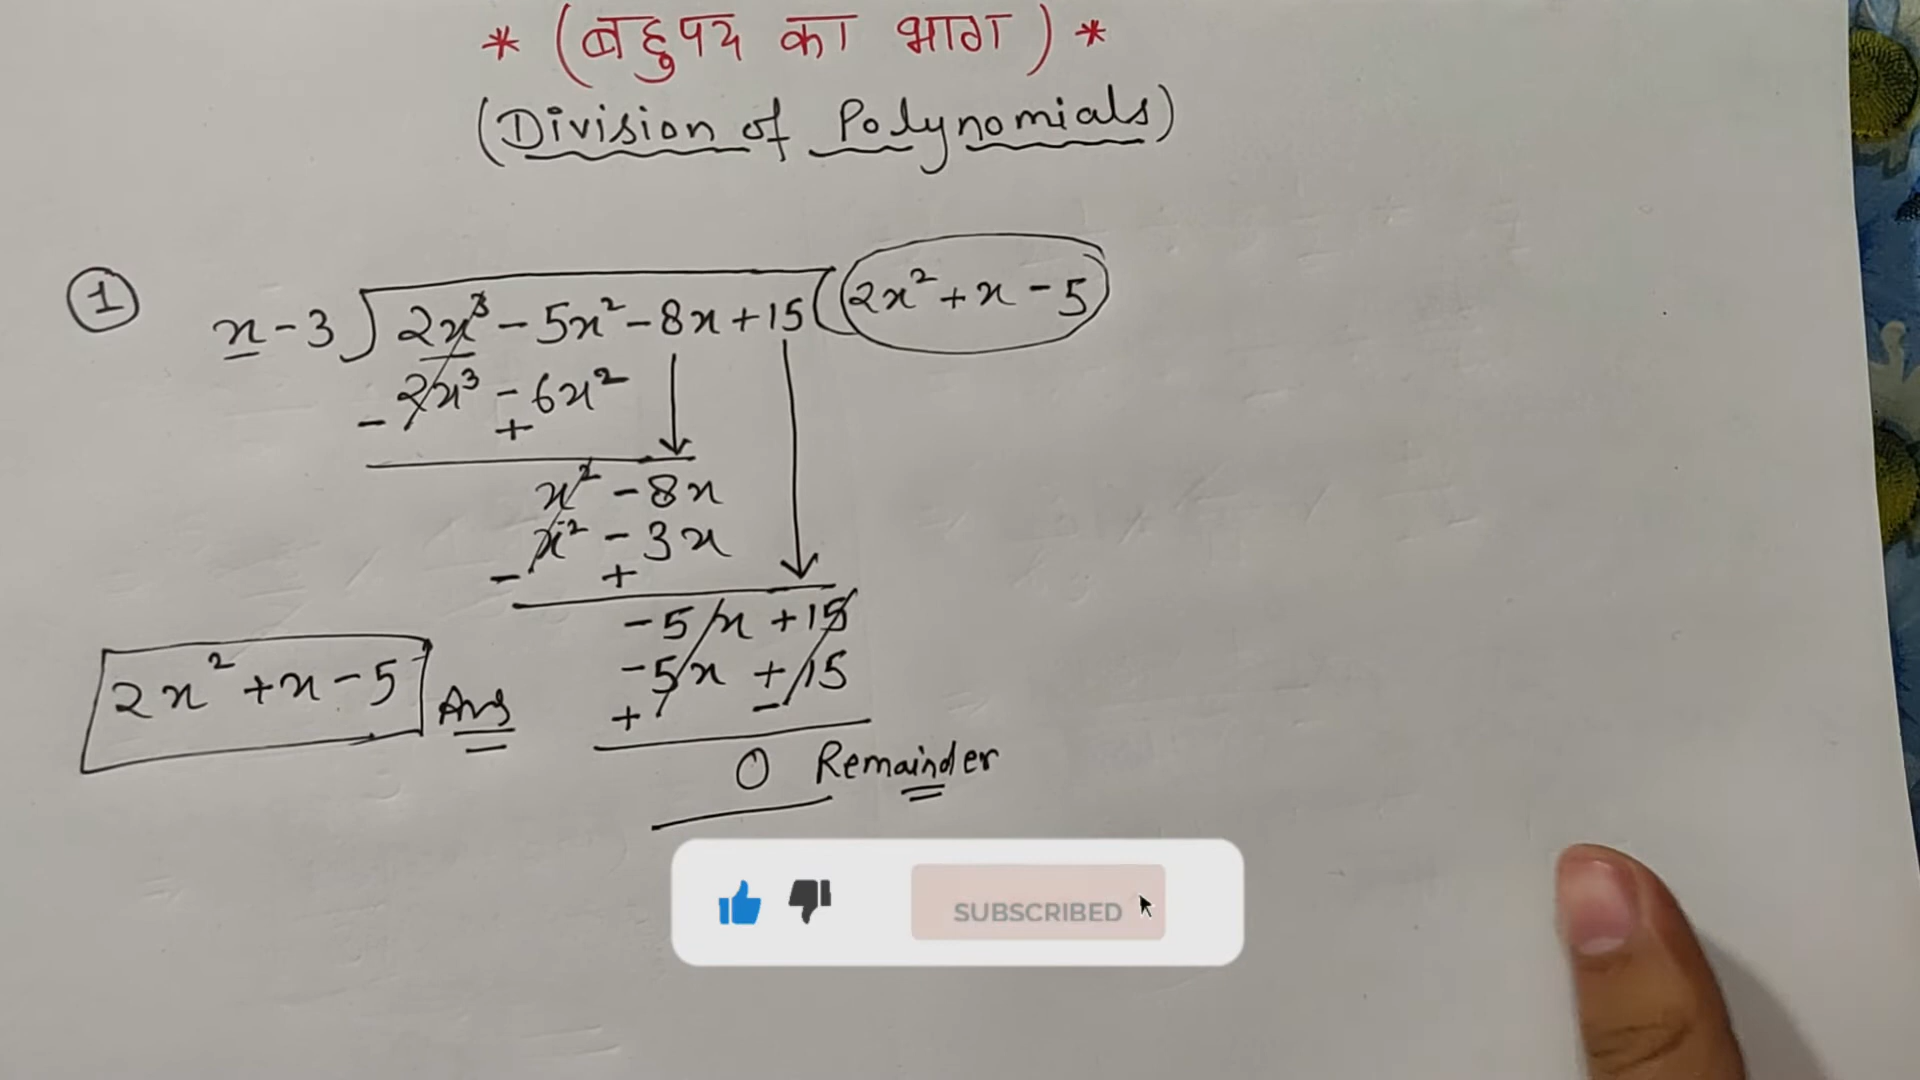 * (बहुपद का भाग) *
(Division of Polynomials)
① x - 3 ) 2x³ - 5x² - 8x + 15 ( 2x² + x - 5
2x³ - 6x²
- +
x² - 8x
x² - 3x
- +
-5x + 15
-5x + 15
+ -
0 Remainder
2x² + x - 5 Ans
SUBSCRIBED